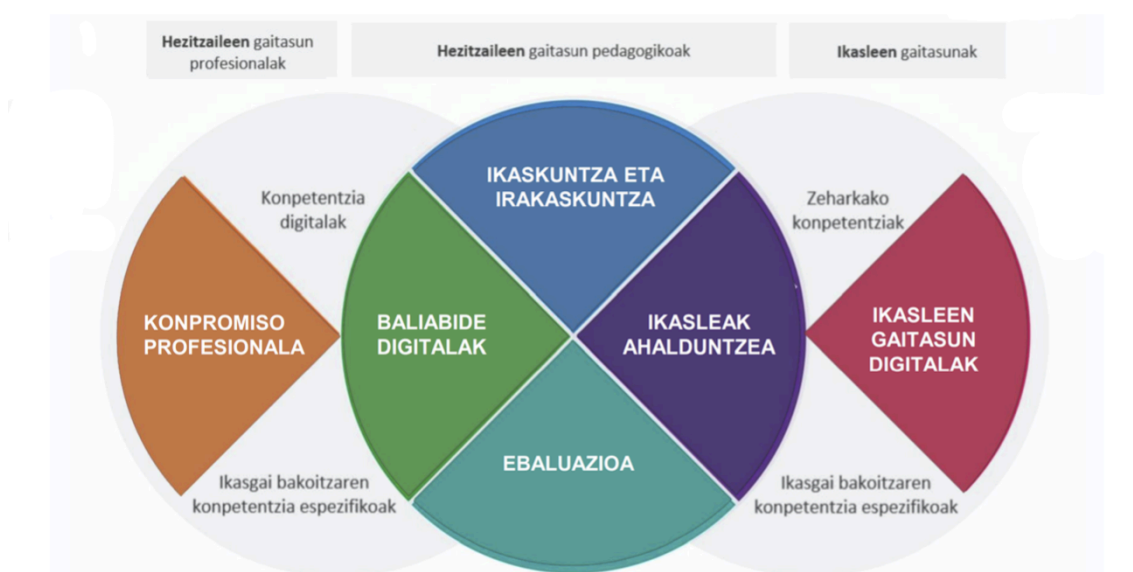 Hezitzaileen gaitasun
profesionalak
Hezitzaileen gaitasun pedagogikoak
Ikasleen gaitasunak
IKASKUNTZA ETA
IRAKASKUNTZA
Konpetentzia
digitalak
Zeharkako
konpetentziak
KONPROMISO
PROFESIONALA
BALIABIDE
DIGITALAK
IKASLEAK
AHALDUNTZEA
IKASLEEN
GAITASUN
DIGITALAK
EBALUAZIOA
Ikasgai bakoitzaren
konpetentzia espezifikoak
Ikasgai bakoitzaren
konpetentzia espezifikoak